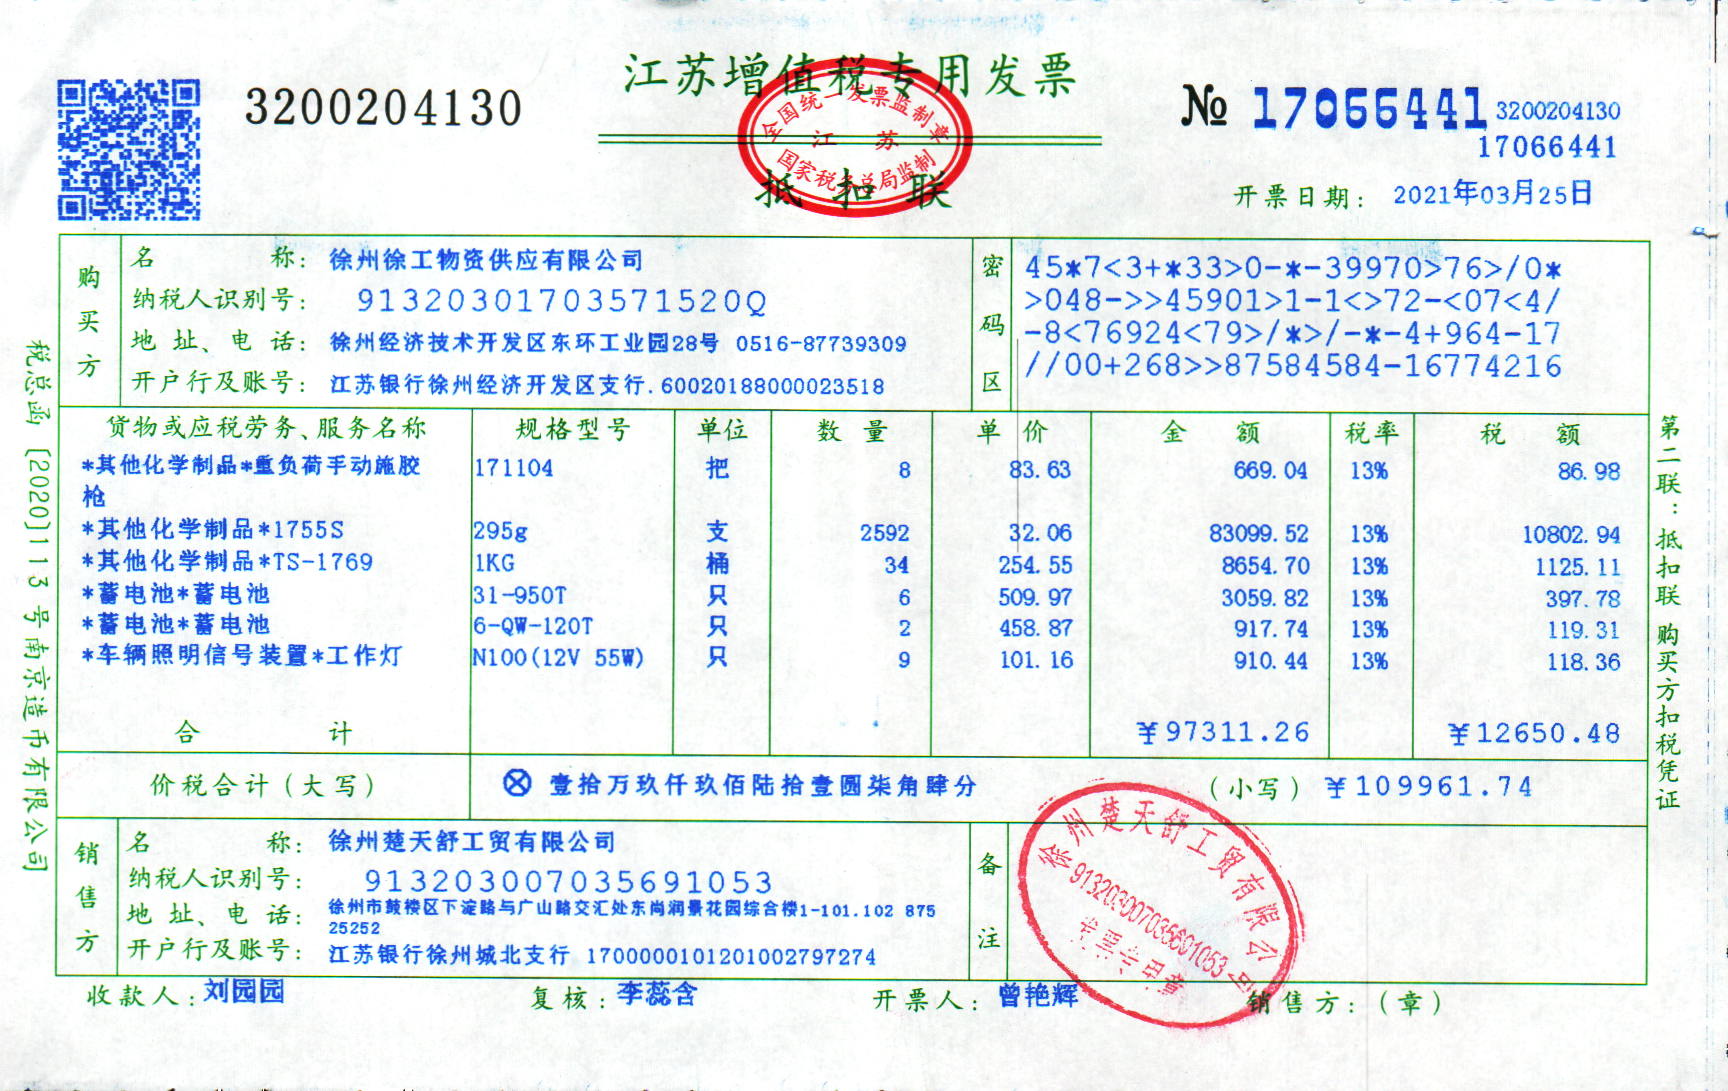 江苏增值税专用发票
3200204130
№ 17066441
3200204130
17066441
全国统一发票监制章
江苏
国家税务总局监制
抵扣联
开票日期: 2021年03月25日
购买方
名称: 徐州徐工物资供应有限公司
纳税人识别号: 91320301703571520Q
地址、电话: 徐州经济技术开发区东环工业园28号 0516-87739309
开户行及账号: 江苏银行徐州经济开发区支行.60020188000023518
密码区
45*7<3+*33>0-*-39970>76>/0*
>048->>45901>1-1<>72-<07<4/
-8<76924<79>/*>/-*-4+964-17
//00+268>>87584584-16774216
货物或应税劳务、服务名称 规格型号 单位 数量 单价 金额 税率 税额
*其他化学制品*重负荷手动施胶 171104 把 8 83.63 669.04 13% 86.98
枪
*其他化学制品*1755S 295g 支 2592 32.06 83099.52 13% 10802.94
*其他化学制品*TS-1769 1KG 桶 34 254.55 8654.70 13% 1125.11
*蓄电池*蓄电池 31-950T 只 6 509.97 3059.82 13% 397.78
*蓄电池*蓄电池 6-QW-120T 只 2 458.87 917.74 13% 119.31
*车辆照明信号装置*工作灯 N100(12V 55W) 只 9 101.16 910.44 13% 118.36
合计 ¥97311.26 ¥12650.48
价税合计(大写) ⊗壹拾万玖仟玖佰陆拾壹圆柒角肆分 (小写) ¥109961.74
销售方
名称: 徐州楚天舒工贸有限公司
纳税人识别号: 913203007035691053
地址、电话: 徐州市鼓楼区下淀路与广山路交汇处东尚润景花园综合楼1-101.102 875
25252
开户行及账号: 江苏银行徐州城北支行 17000001012010027​97274
备注
徐州楚天舒工贸有限公司
913203007035691053
发票专用章
收款人: 刘园园 复核: 李蕊含 开票人: 曾艳辉 销售方: (章)
税总函[2020]113号南京造币有限公司
第二联:抵扣联 购买方扣税凭证